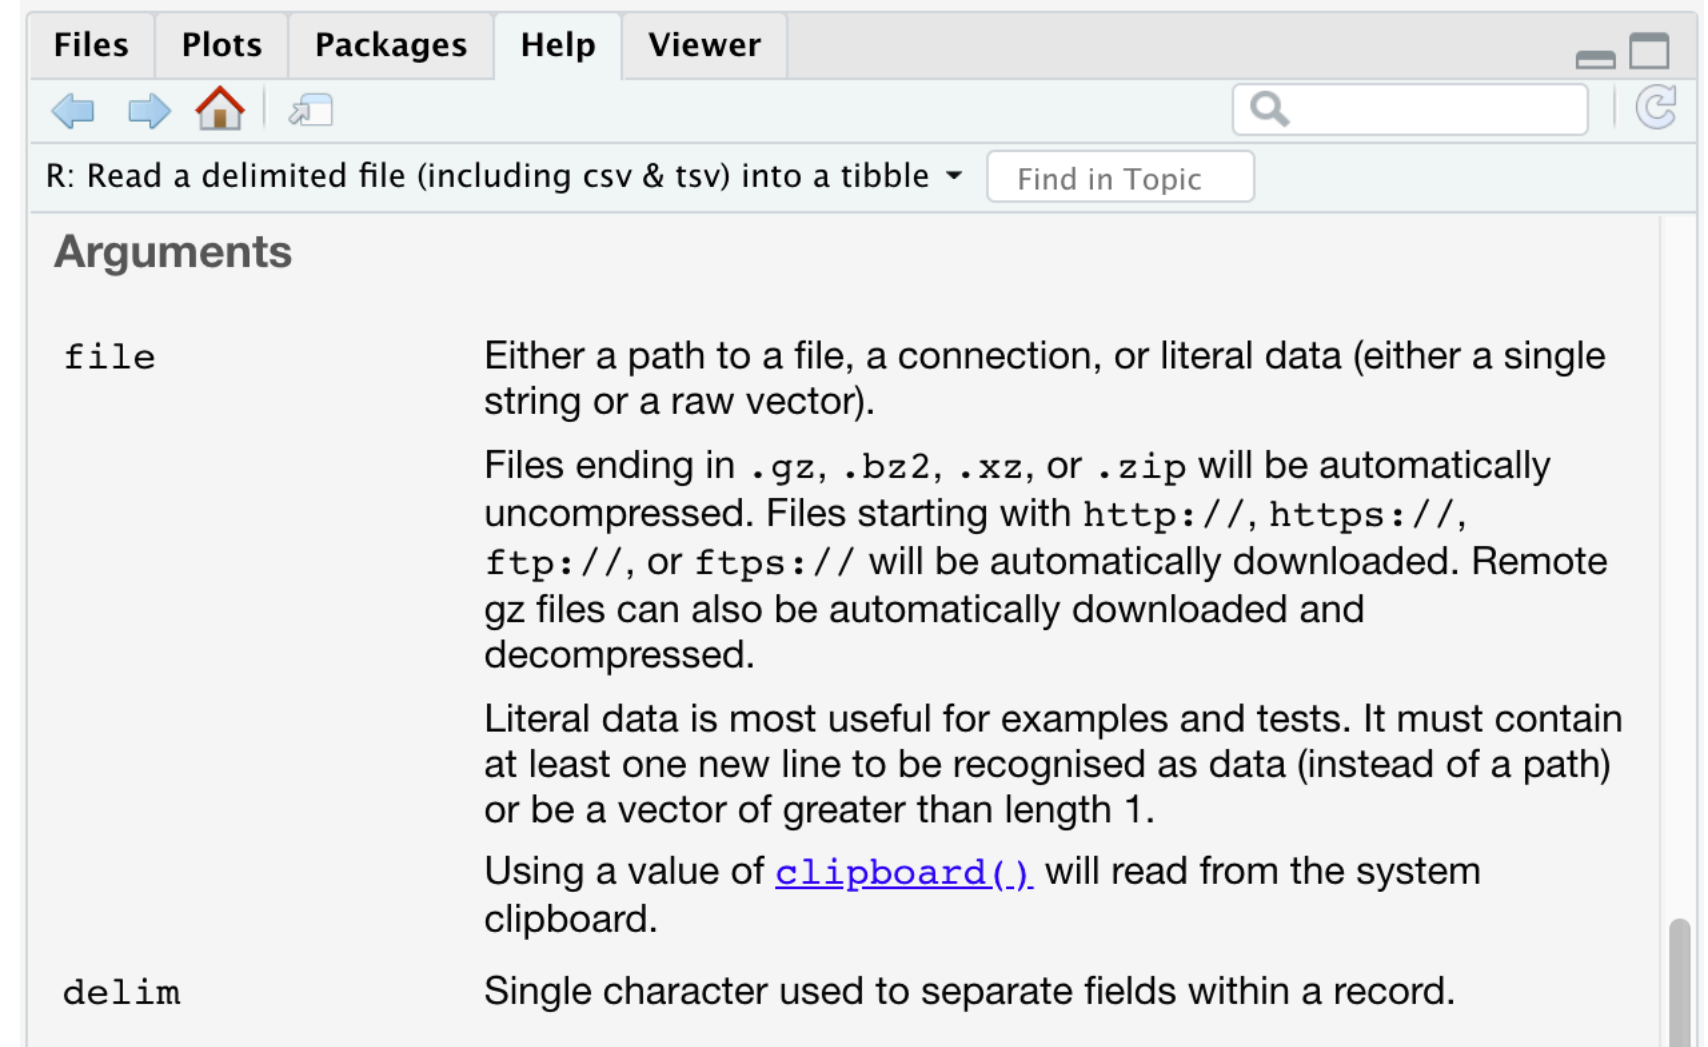 Files Plots Packages Help Viewer
R: Read a delimited file (including csv & tsv) into a tibble Find in Topic
Arguments
file Either a path to a file, a connection, or literal data (either a single
string or a raw vector).
Files ending in .gz, .bz2, .xz, or .zip will be automatically
uncompressed. Files starting with http://, https://,
ftp://, or ftps:// will be automatically downloaded. Remote
gz files can also be automatically downloaded and
decompressed.
Literal data is most useful for examples and tests. It must contain
at least one new line to be recognised as data (instead of a path)
or be a vector of greater than length 1.
Using a value of clipboard() will read from the system
clipboard.
delim Single character used to separate fields within a record.